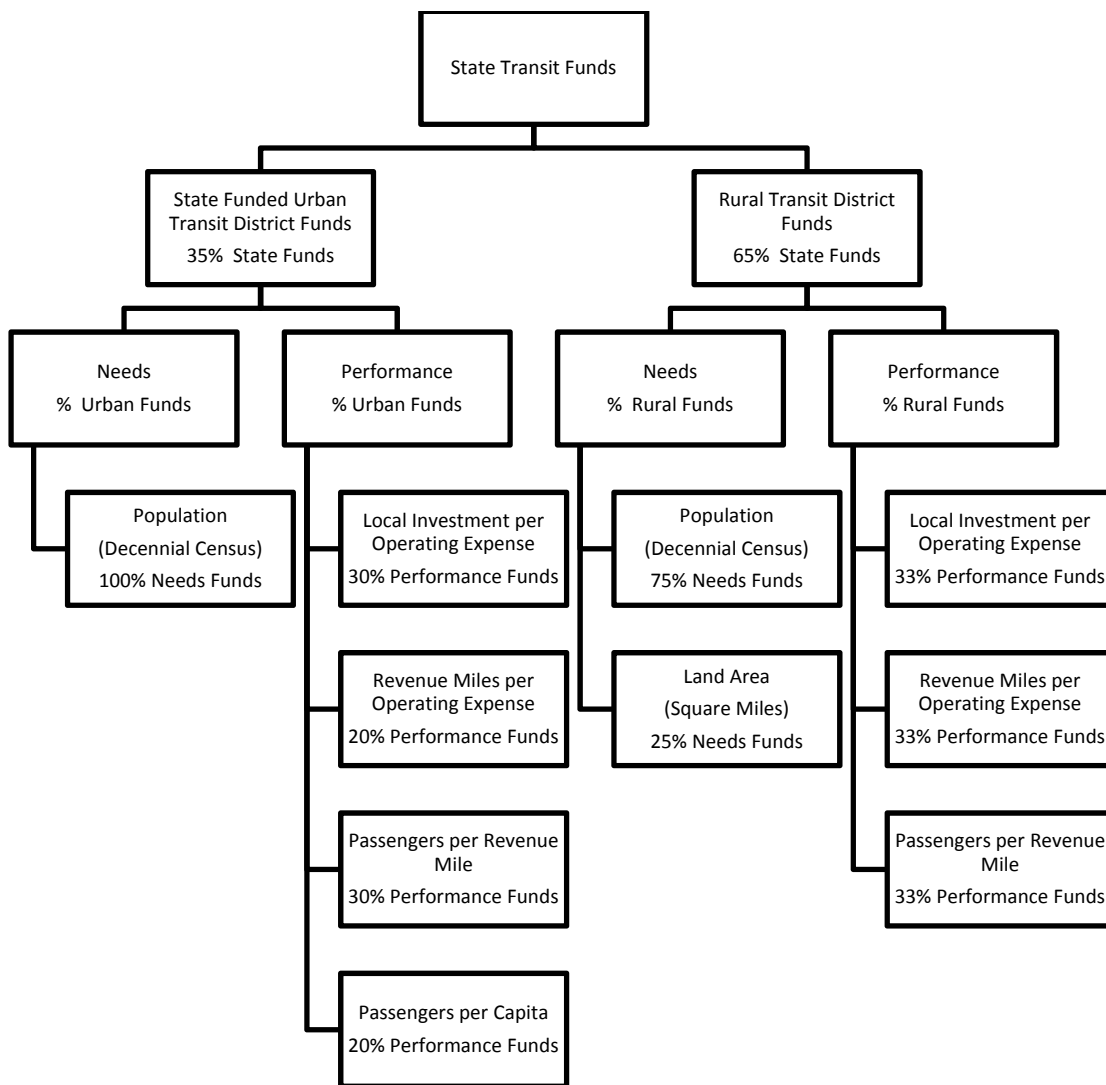 State Transit Funds
State Funded Urban
Transit District Funds
35% State Funds
Rural Transit District
Funds
65% State Funds
Needs
% Urban Funds
Performance
% Urban Funds
Needs
% Rural Funds
Performance
% Rural Funds
Population
(Decennial Census)
100% Needs Funds
Local Investment per
Operating Expense
30% Performance Funds
Population
(Decennial Census)
75% Needs Funds
Local Investment per
Operating Expense
33% Performance Funds
Revenue Miles per
Operating Expense
20% Performance Funds
Land Area
(Square Miles)
25% Needs Funds
Revenue Miles per
Operating Expense
33% Performance Funds
Passengers per Revenue
Mile
30% Performance Funds
Passengers per Revenue
Mile
33% Performance Funds
Passengers per Capita
20% Performance Funds